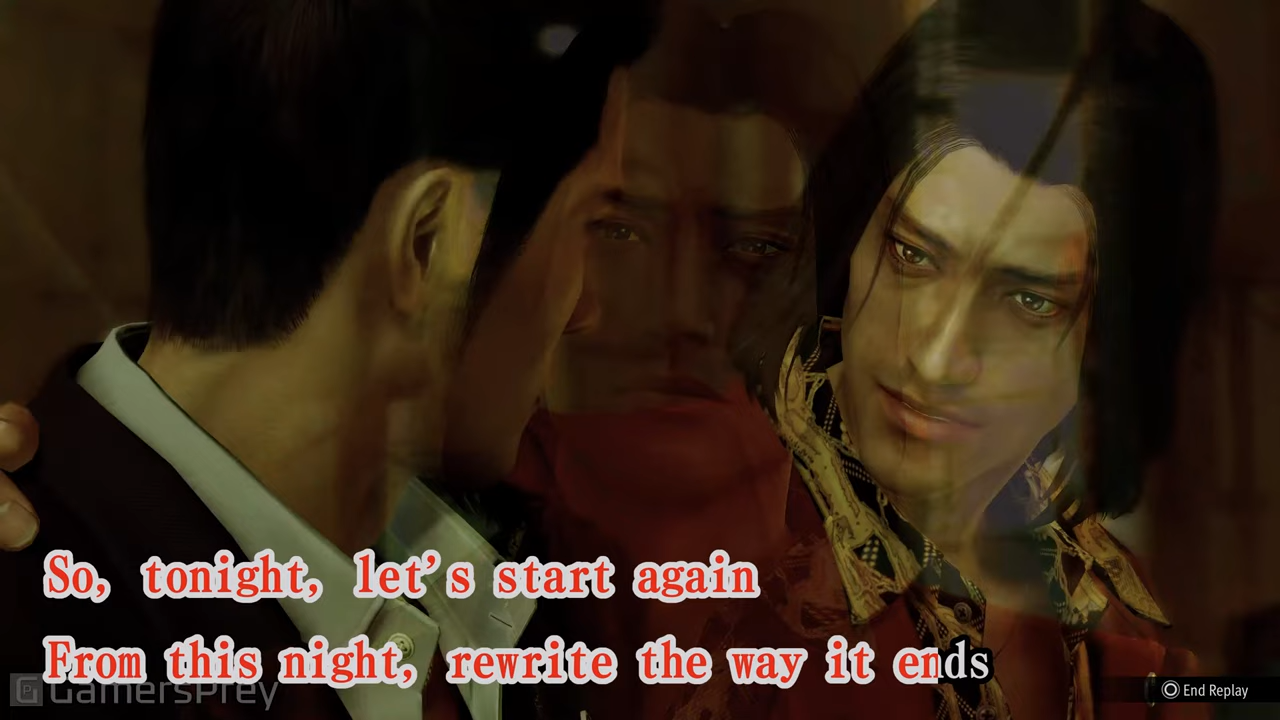 So, tonight, let's start again
From this night, rewrite the way it ends
GamersPrey
End Replay